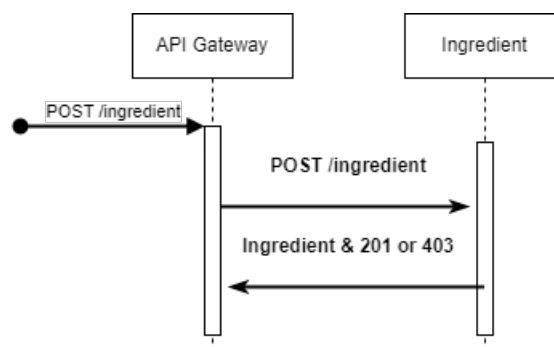 API Gateway
Ingredient
POST /ingredient
POST /ingredient
Ingredient & 201 or 403